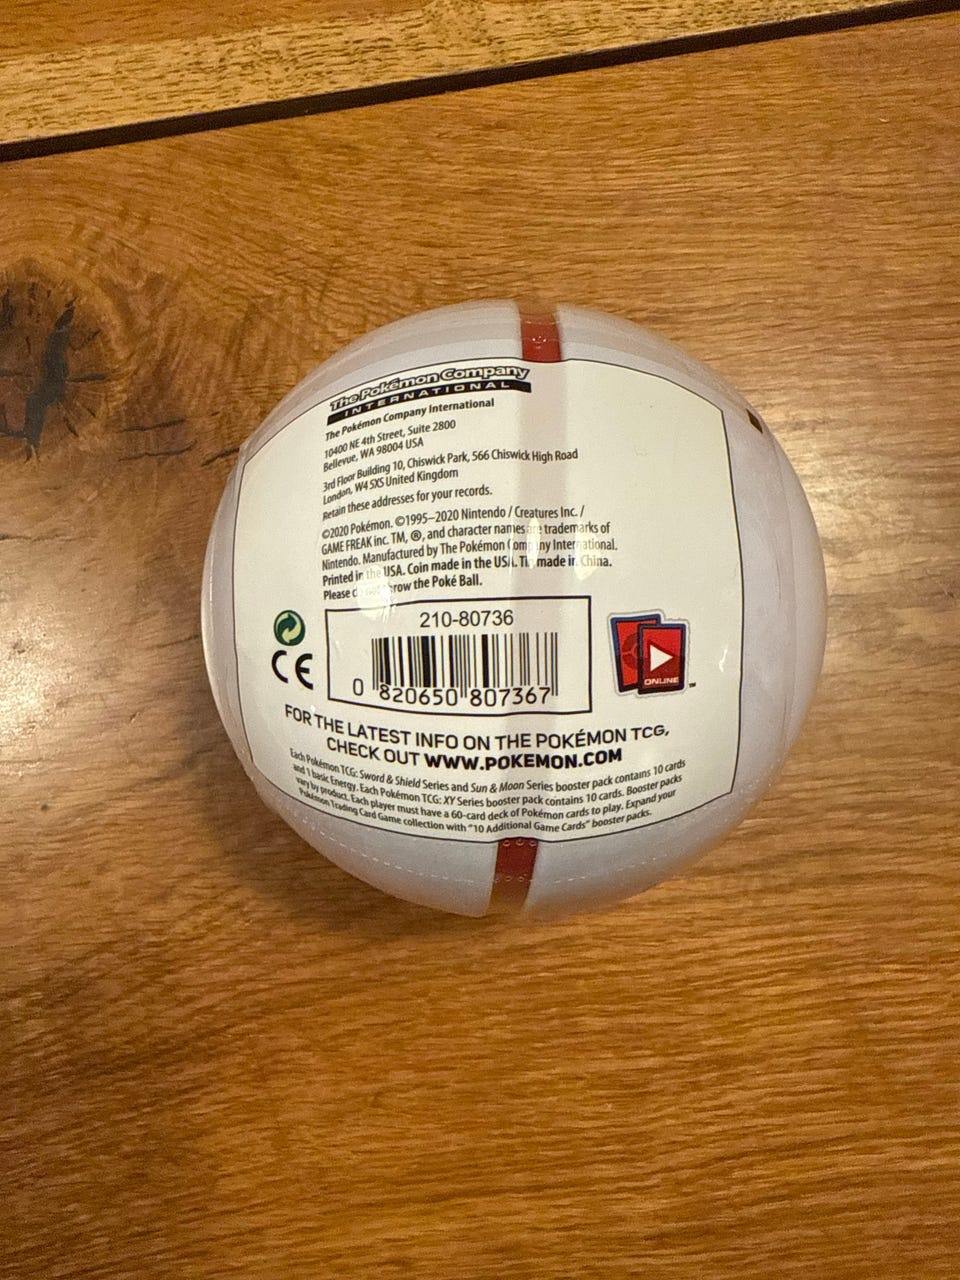 The Pokémon Company
INTERNATIONAL
The Pokémon Company International
10400 NE 4th Street, Suite 2800
Bellevue, WA 98004 USA
3rd Floor Building 10, Chiswick Park, 566 Chiswick High Road
London, W4 5XS United Kingdom
Retain these addresses for your records.
©2020 Pokémon. ©1995–2020 Nintendo / Creatures Inc. /
GAME FREAK inc. TM, ®, and character names are trademarks of
Nintendo. Manufactured by The Pokémon Company International.
Printed in the USA. Coin made in the USA. Tin made in China.
Please do not throw the Poké Ball.
210-80736
0 820650 807367
CE
ONLINE
TM
FOR THE LATEST INFO ON THE POKÉMON TCG,
CHECK OUT WWW.POKEMON.COM
Each Pokémon TCG: Sword & Shield Series and Sun & Moon Series booster pack contains 10 cards
and 1 basic Energy. Each Pokémon TCG: XY Series booster pack contains 10 cards. Booster packs
vary by product. Each player must have a 60-card deck of Pokémon cards to play. Expand your
Pokémon Trading Card Game collection with "10 Additional Game Cards" booster packs.